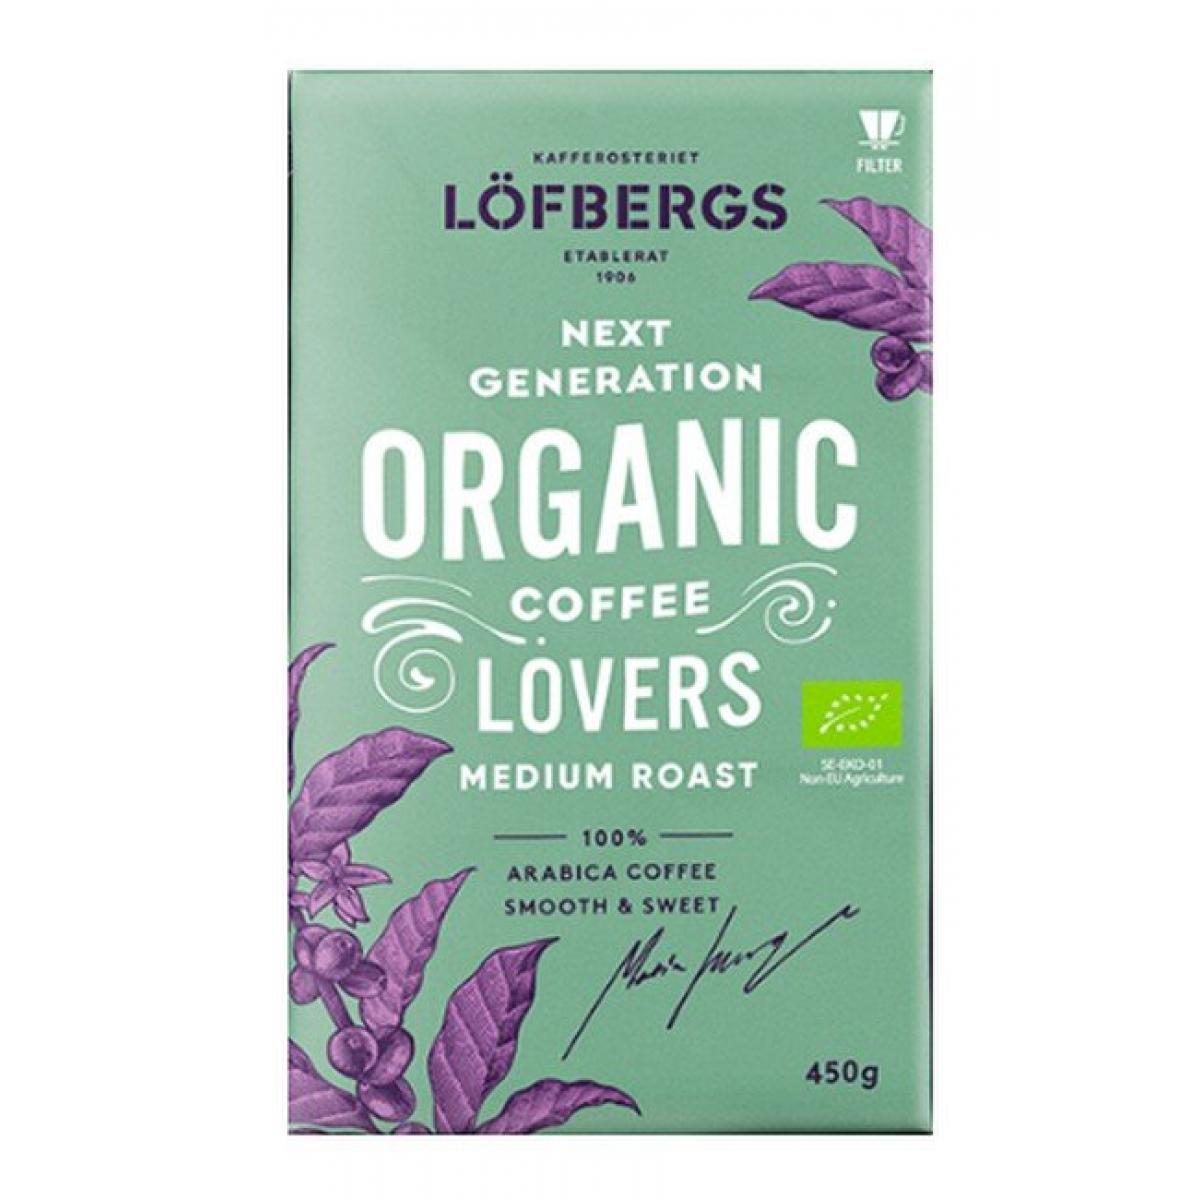 KAFFEROSTERIET
LÖFBERGS
ETABLERAT
1906
FILTER
NEXT
GENERATION
ORGANIC
COFFEE
LOVERS
MEDIUM ROAST
SE-EKO-01
Non-EU Agriculture
100%
ARABICA COFFEE
SMOOTH & SWEET
450g